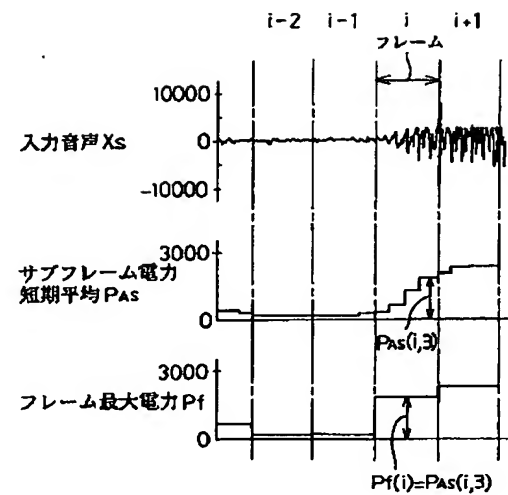 i-2 i-1 i i+1
フレーム
10000
入力音声Xs 0
-10000
3000
サブフレーム電力
短期平均PAS
0
PAS(i,3)
3000
フレーム最大電力Pf
0
Pf(i)=PAS(i,3)